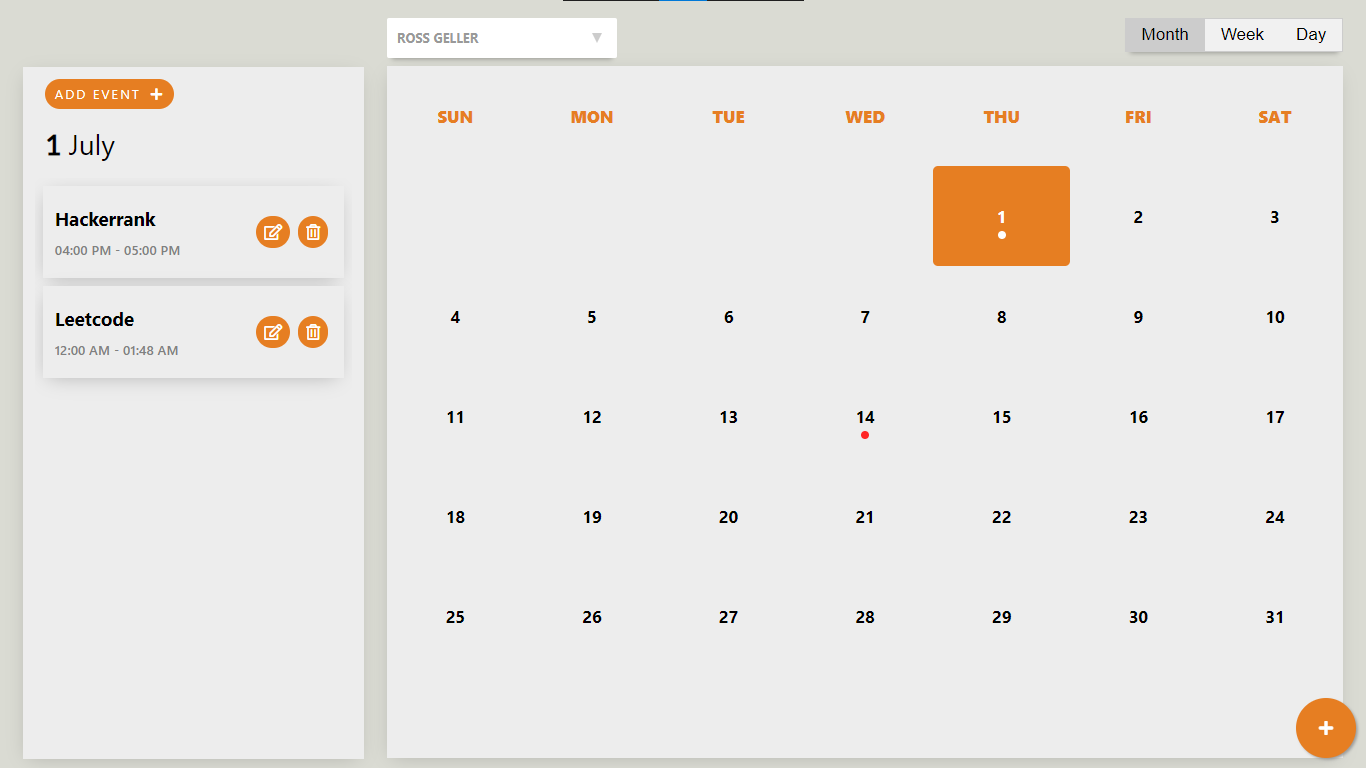 ROSS GELLER
Month Week Day
ADD EVENT +
1 July
Hackerrank
04:00 PM - 05:00 PM
Leetcode
12:00 AM - 01:48 AM
SUN MON TUE WED THU FRI SAT
1 2 3
4 5 6 7 8 9 10
11 12 13 14 15 16 17
18 19 20 21 22 23 24
25 26 27 28 29 30 31
+